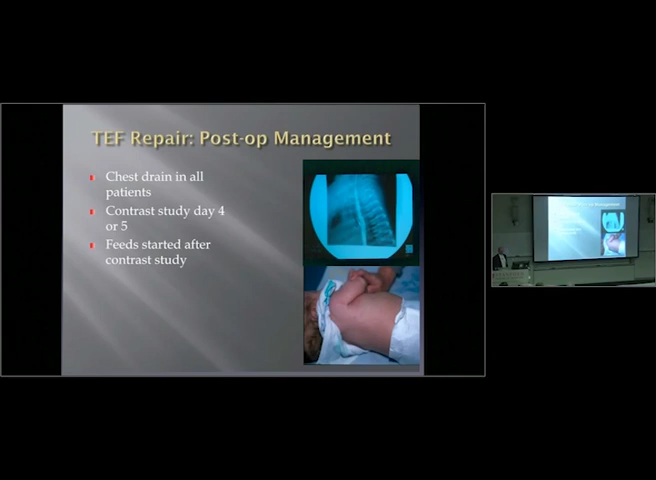 TEF Repair: Post-op Management
Chest drain in all
patients
Contrast study day 4
or 5
Feeds started after
contrast study
Management